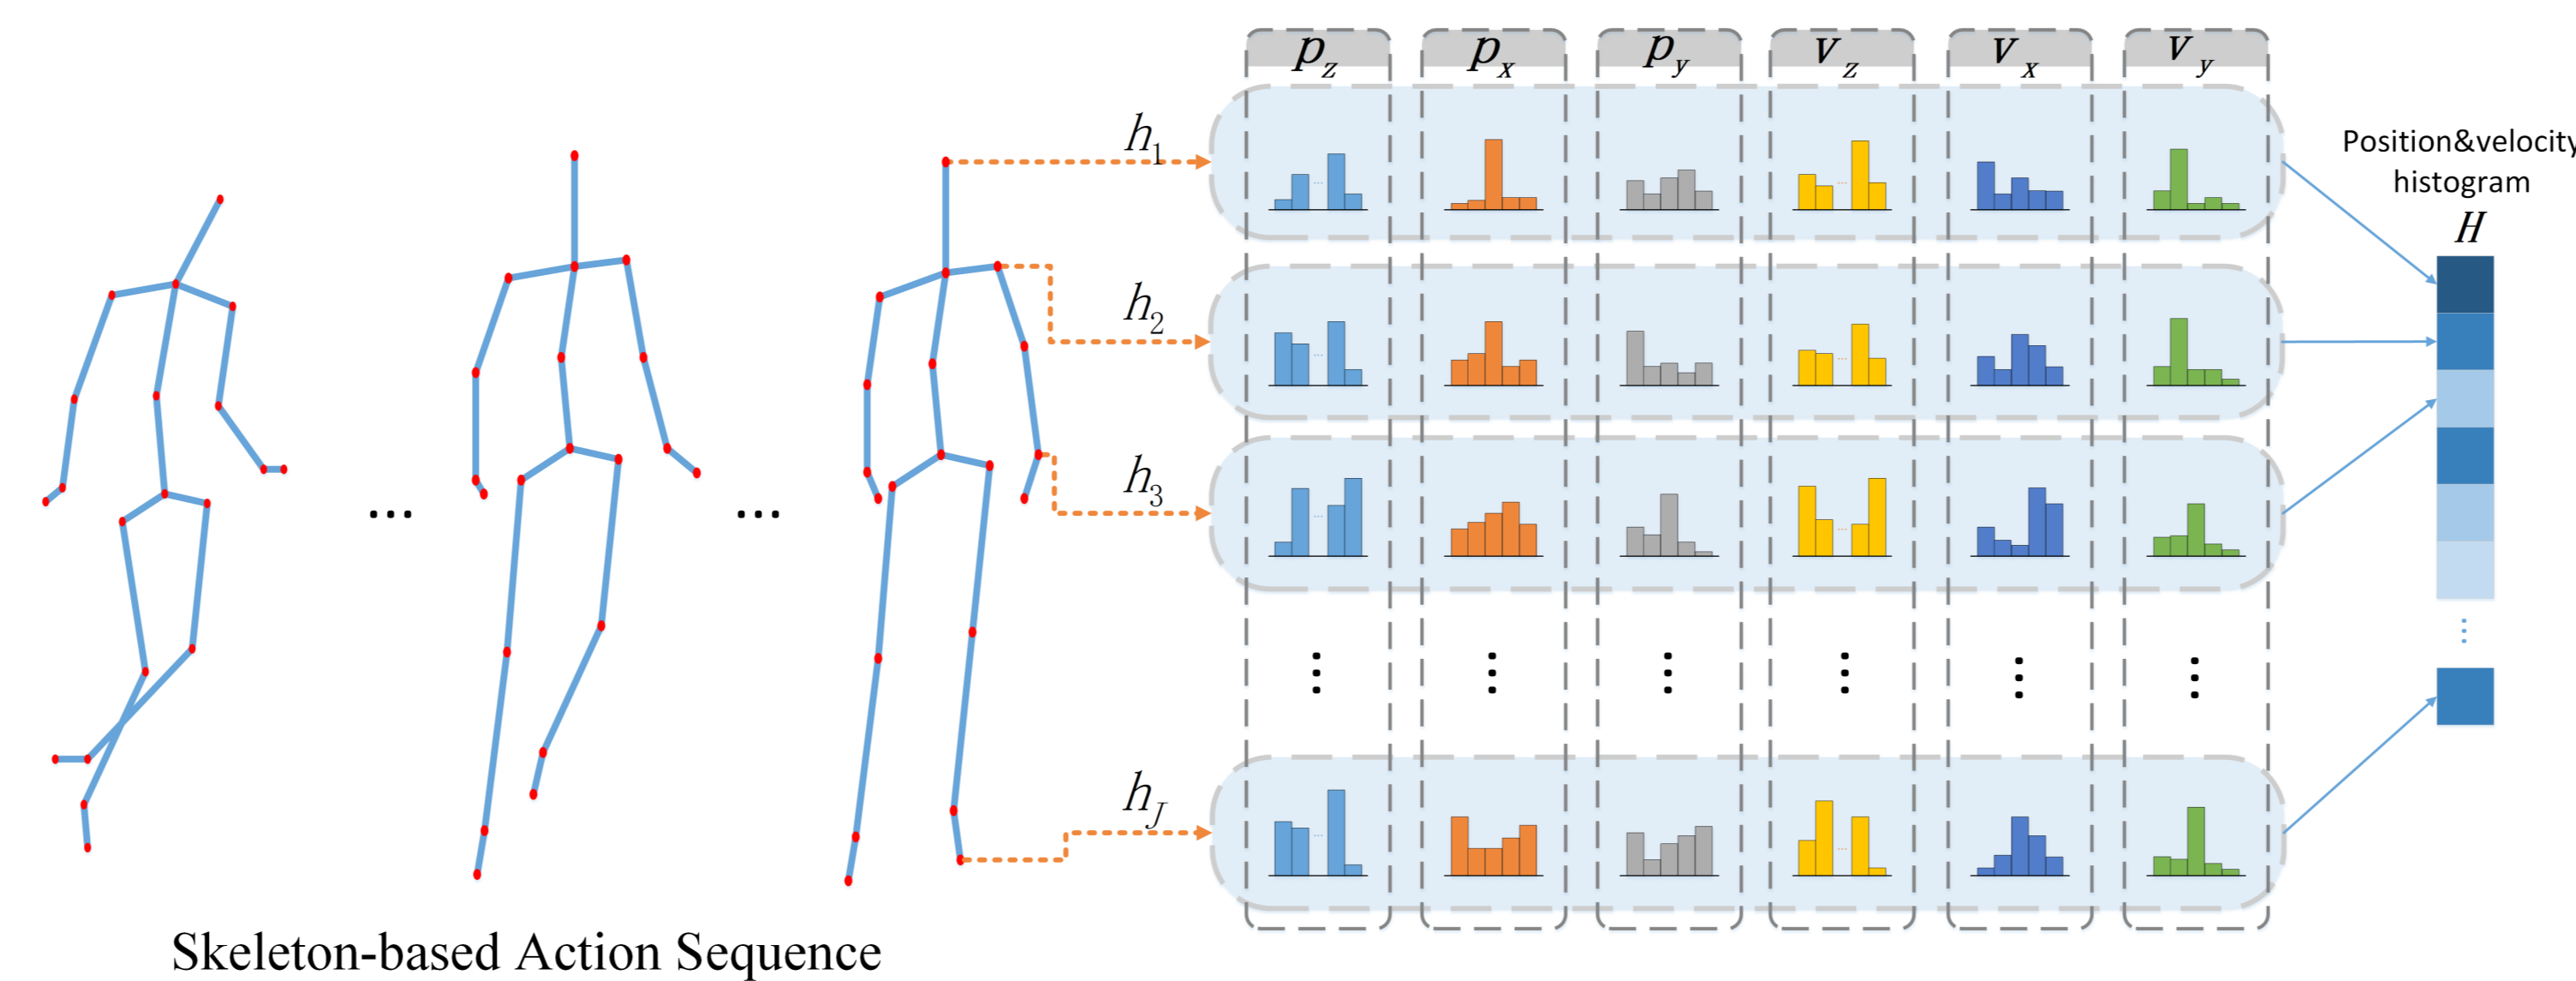 p_z p_x p_y v_z v_x v_y
h_1
h_2
h_3
h_J
Position&velocity
histogram
H
Skeleton-based Action Sequence